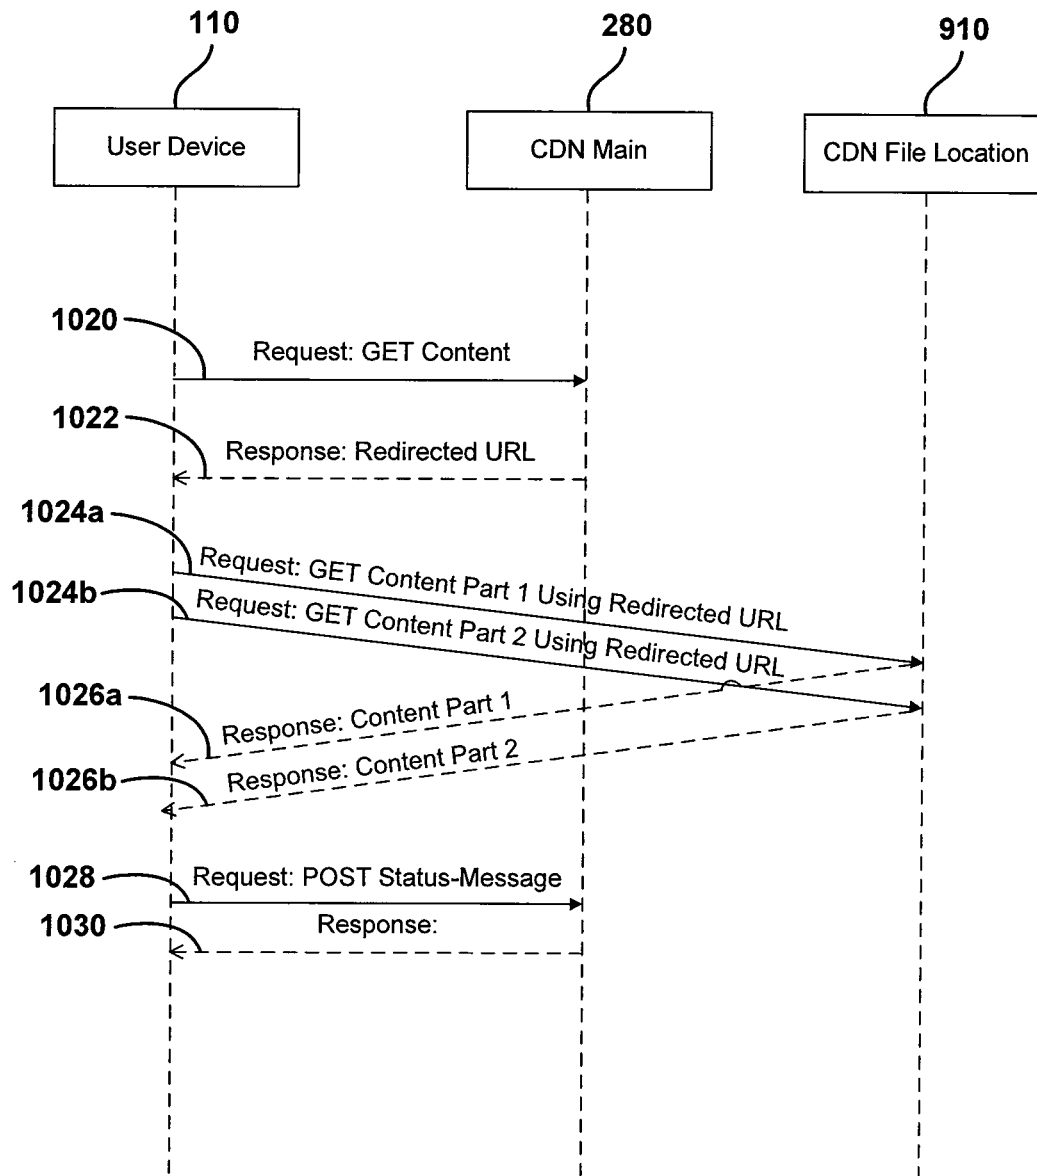 110
280
910
User Device
CDN Main
CDN File Location
1020
Request: GET Content
1022
Response: Redirected URL
1024a
Request: GET Content Part 1 Using Redirected URL
1024b
Request: GET Content Part 2 Using Redirected URL
1026a
Response: Content Part 1
1026b
Response: Content Part 2
1028
Request: POST Status-Message
1030
Response: